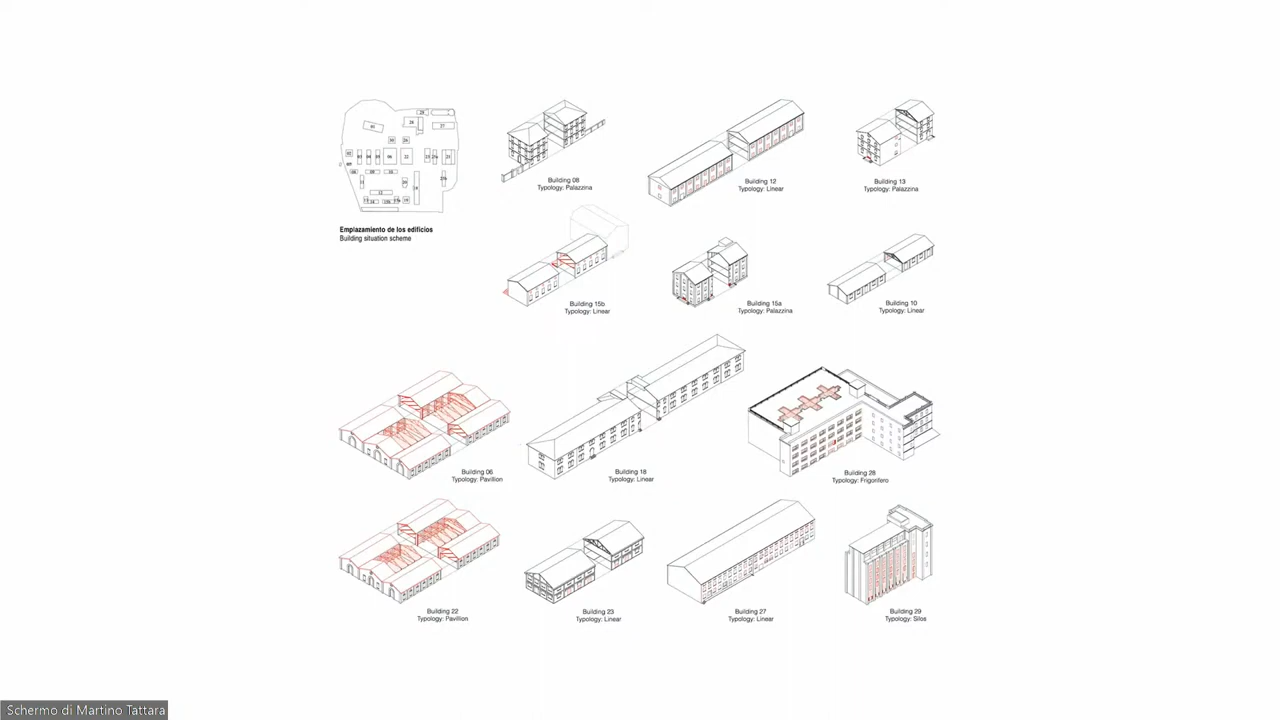 Emplazamiento de los edificios
Building situation scheme
Building 08
Typology: Palazzina
Building 12
Typology: Linear
Building 13
Typology: Palazzina
Building 15b
Typology: Linear
Building 15a
Typology: Palazzina
Building 10
Typology: Linear
Building 06
Typology: Pavillion
Building 18
Typology: Linear
Building 28
Typology: Frigorifero
Building 22
Typology: Pavillion
Building 23
Typology: Linear
Building 27
Typology: Linear
Building 29
Typology: Silos
Schermo di Martino Tattara